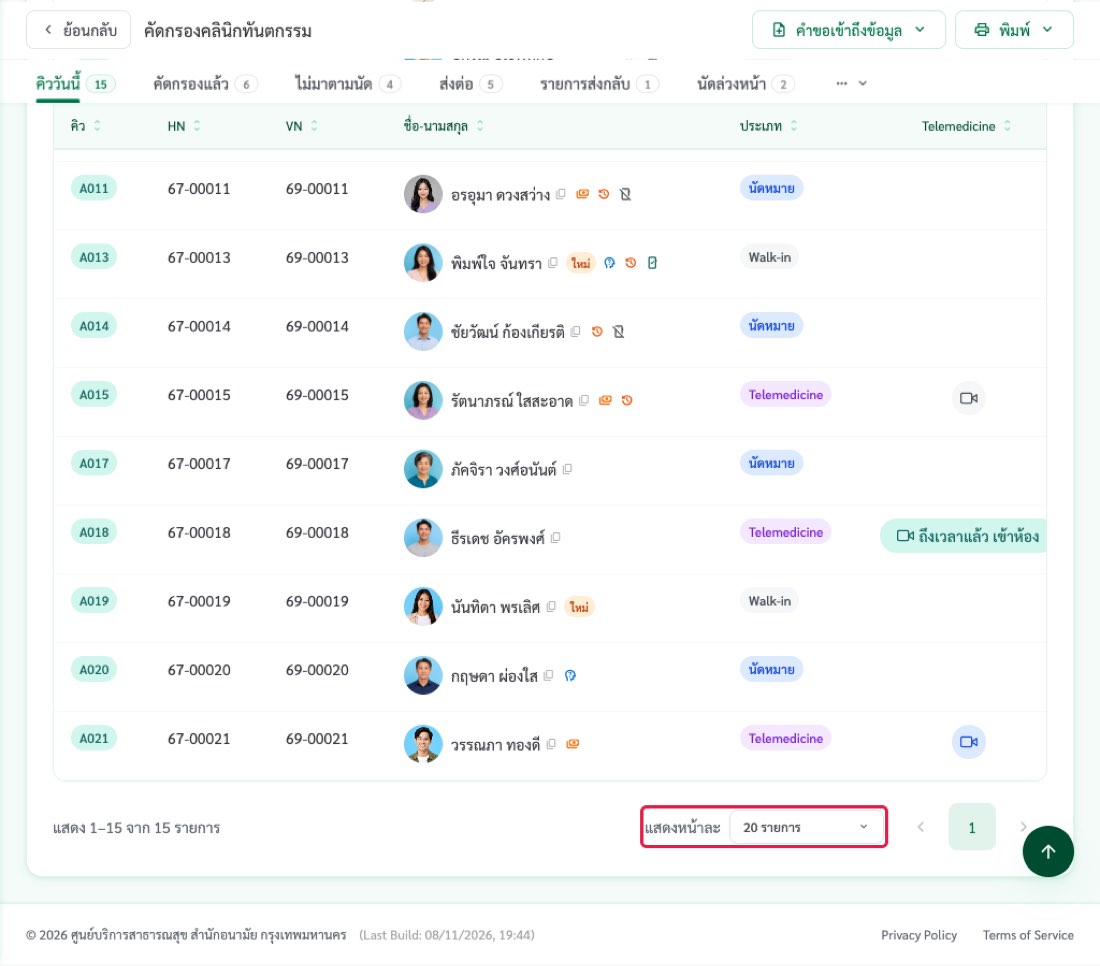 ย้อนกลับ คัดกรองคลินิกทันตกรรม คำขอเข้าถึงข้อมูล พิมพ์
คิววันนี้ 15 คัดกรองแล้ว 6 ไม่มาตามนัด 4 ส่งต่อ 5 รายการส่งกลับ 1 นัดล่วงหน้า 2 ...
คิว HN VN ชื่อ-นามสกุล ประเภท Telemedicine
A011 67-00011 69-00011 อรอุมา ดวงสว่าง นัดหมาย
A013 67-00013 69-00013 พิมพ์ใจ จันทรา ใหม่ Walk-in
A014 67-00014 69-00014 ชัยวัฒน์ ก้องเกียรติ นัดหมาย
A015 67-00015 69-00015 รัตนาภรณ์ ใสสะอาด Telemedicine
A017 67-00017 69-00017 ภัคจิรา วงศ์อนันต์ นัดหมาย
A018 67-00018 69-00018 ธีรเดช อัครพงศ์ Telemedicine ถึงเวลาแล้ว เข้าห้อง
A019 67-00019 69-00019 นันทิดา พรเลิศ ใหม่ Walk-in
A020 67-00020 69-00020 กฤษดา ผ่องใส นัดหมาย
A021 67-00021 69-00021 วรรณภา ทองดี Telemedicine
แสดง 1–15 จาก 15 รายการ แสดงหน้าละ 20 รายการ 1
© 2026 ศูนย์บริการสาธารณสุข สำนักอนามัย กรุงเทพมหานคร (Last Build: 08/11/2026, 19:44) Privacy Policy Terms of Service